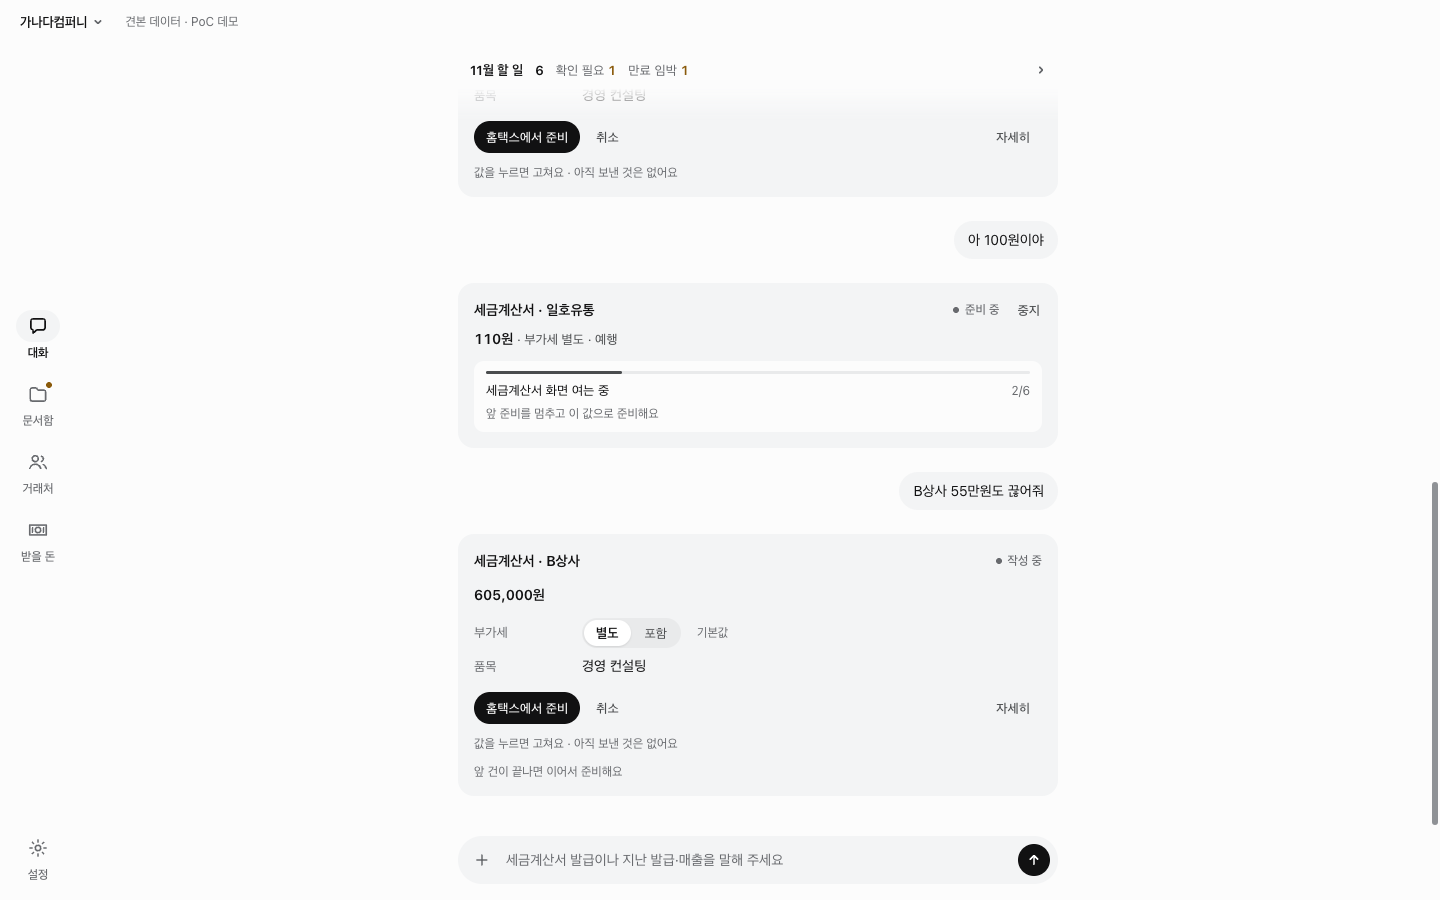 가나다컴퍼니
견본 데이터 · PoC 데모
11월 할 일 6 확인 필요 1 만료 임박 1
품목 경영 컨설팅
홈택스에서 준비 취소 자세히
값을 누르면 고쳐요 · 아직 보낸 것은 없어요
아 100원이야
세금계산서 · 일호유통 준비 중 중지
110원 · 부가세 별도 · 예행
세금계산서 화면 여는 중 2/6
앞 준비를 멈추고 이 값으로 준비해요
B상사 55만원도 끊어줘
세금계산서 · B상사 작성 중
605,000원
부가세 별도 포함 기본값
품목 경영 컨설팅
홈택스에서 준비 취소 자세히
값을 누르면 고쳐요 · 아직 보낸 것은 없어요
앞 건이 끝나면 이어서 준비해요
세금계산서 발급이나 지난 발급·매출을 말해 주세요
대화
문서함
거래처
받을 돈
설정